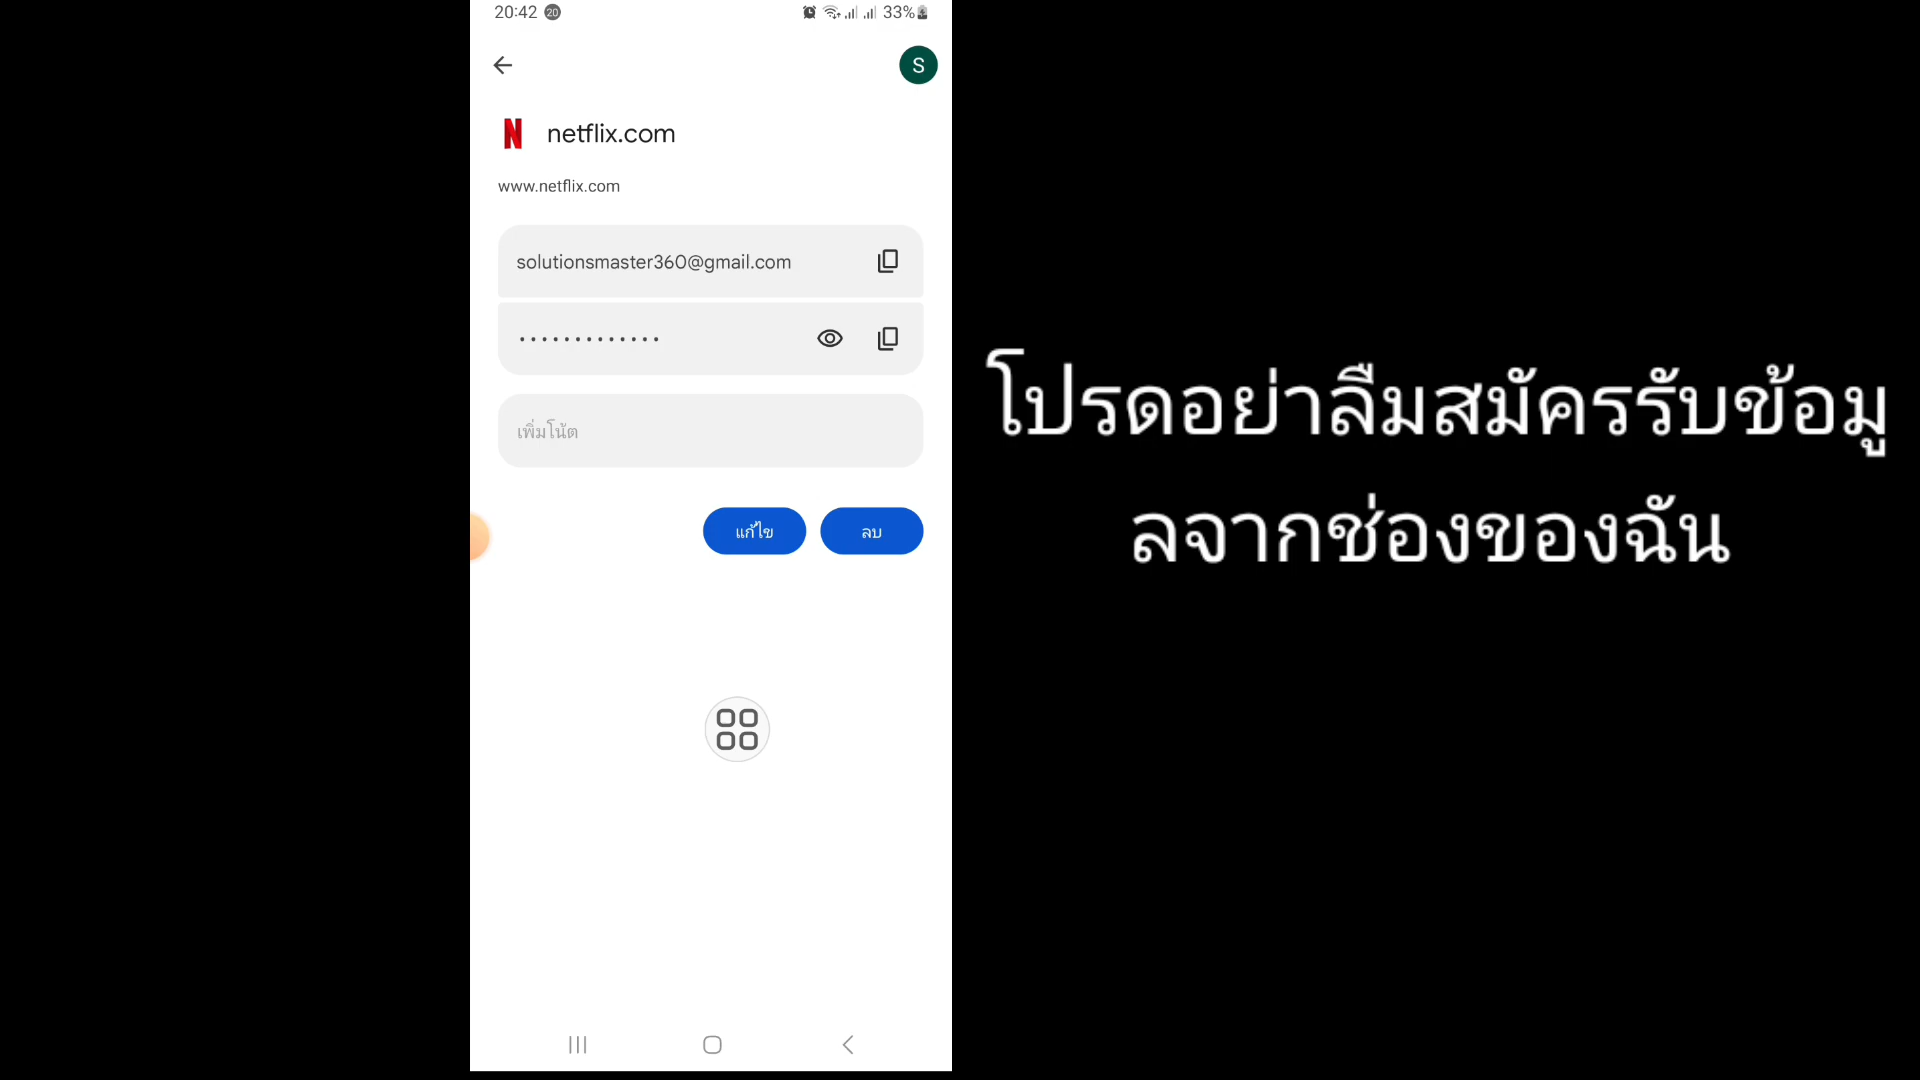 20:42 20 33%
S
N netflix.com
www.netflix.com
solutionsmaster360@gmail.com
•••••••••••••
เพิ่มโน้ต
แก้ไข ลบ
โปรดอย่าลืมสมัครรับข้อมู
ลจากช่องของฉัน